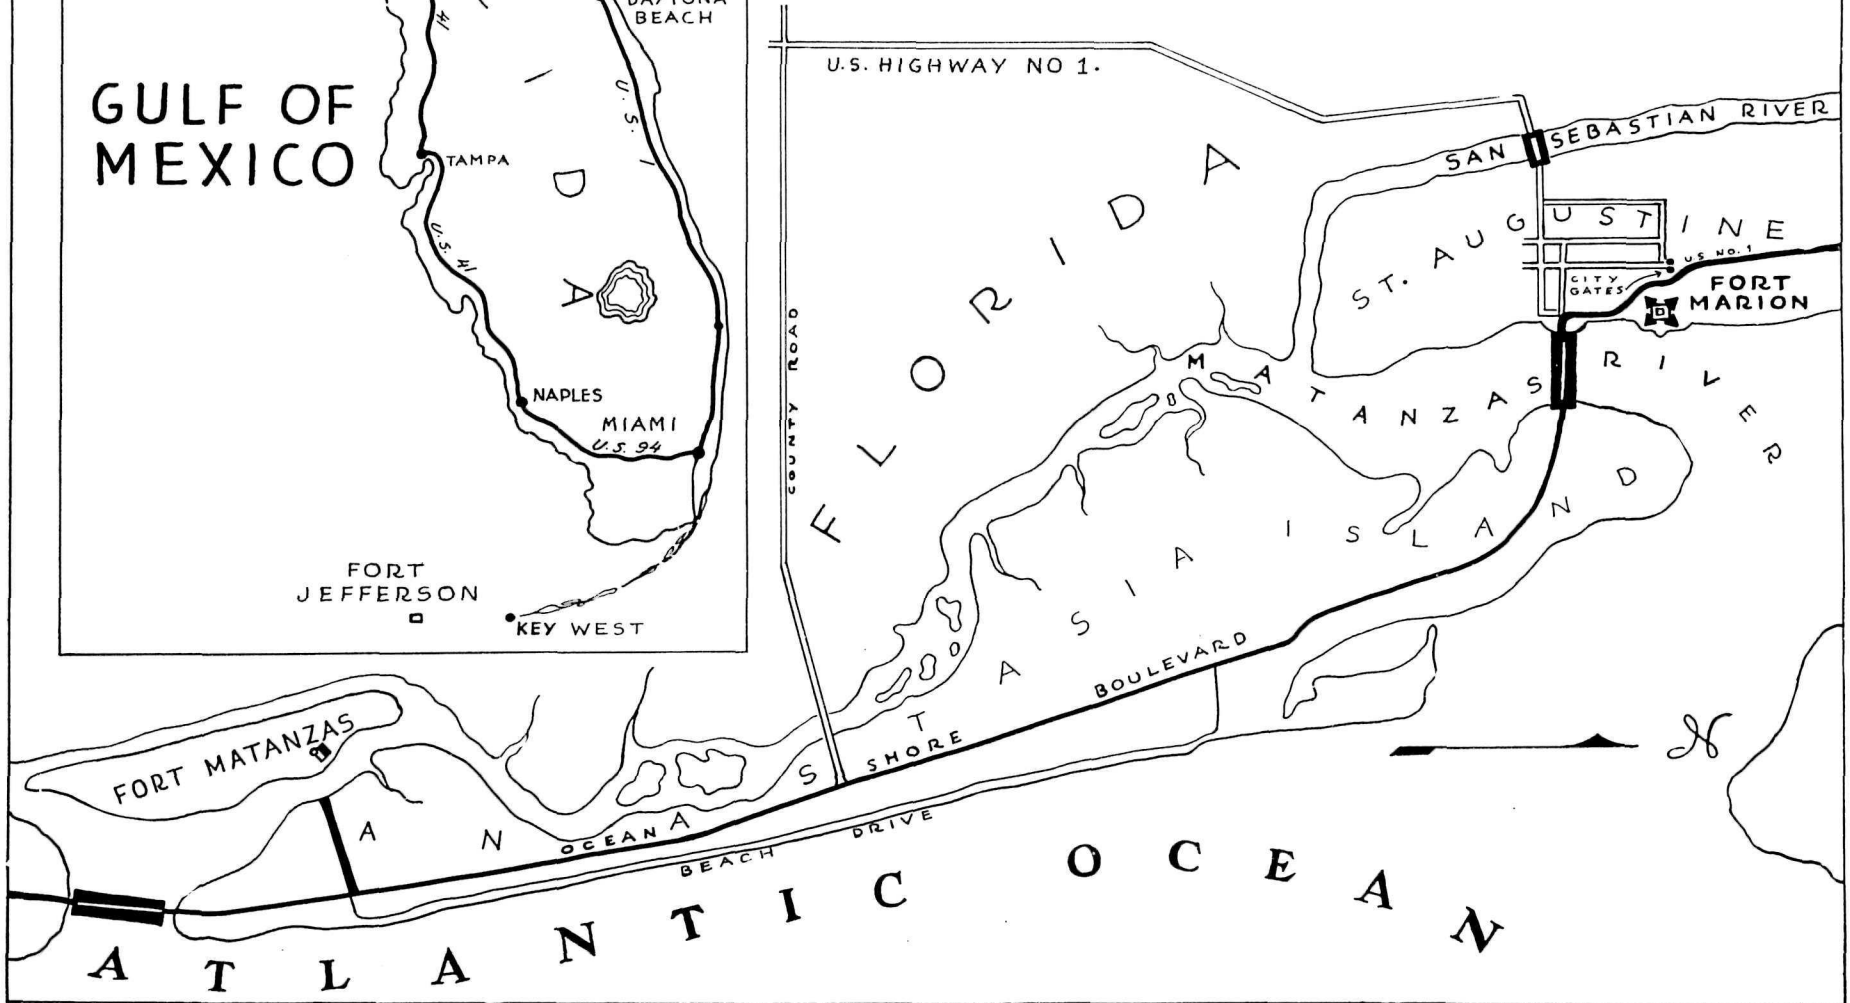 DAYTONA
BEACH
41
I
U.S. 1
GULF OF
MEXICO
TAMPA
D
U.S. 41
A
NAPLES
MIAMI
U.S. 94
FORT
JEFFERSON
KEY WEST
U.S. HIGHWAY NO 1.
SAN SEBASTIAN RIVER
FLORIDA
ST. AUGUSTINE
US NO. 1
CITY
GATES
FORT
MARION
COUNTY ROAD
MATANZAS RIVER
ANASTASIA ISLAND
OCEAN SHORE BOULEVARD
BEACH DRIVE
FORT MATANZAS
N
ATLANTIC OCEAN